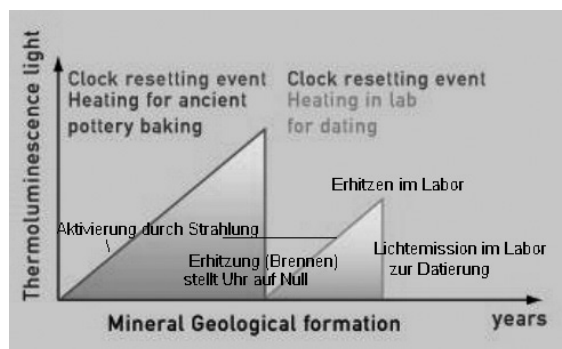 Thermoluminescence light
Clock resetting event
Heating for ancient
pottery baking
Clock resetting event
Heating in lab
for dating
Erhitzen im Labor
Aktivierung durch Strahlung
Erhitzung (Brennen)
stellt Uhr auf Null
Lichtemission im Labor
zur Datierung
Mineral Geological formation
years